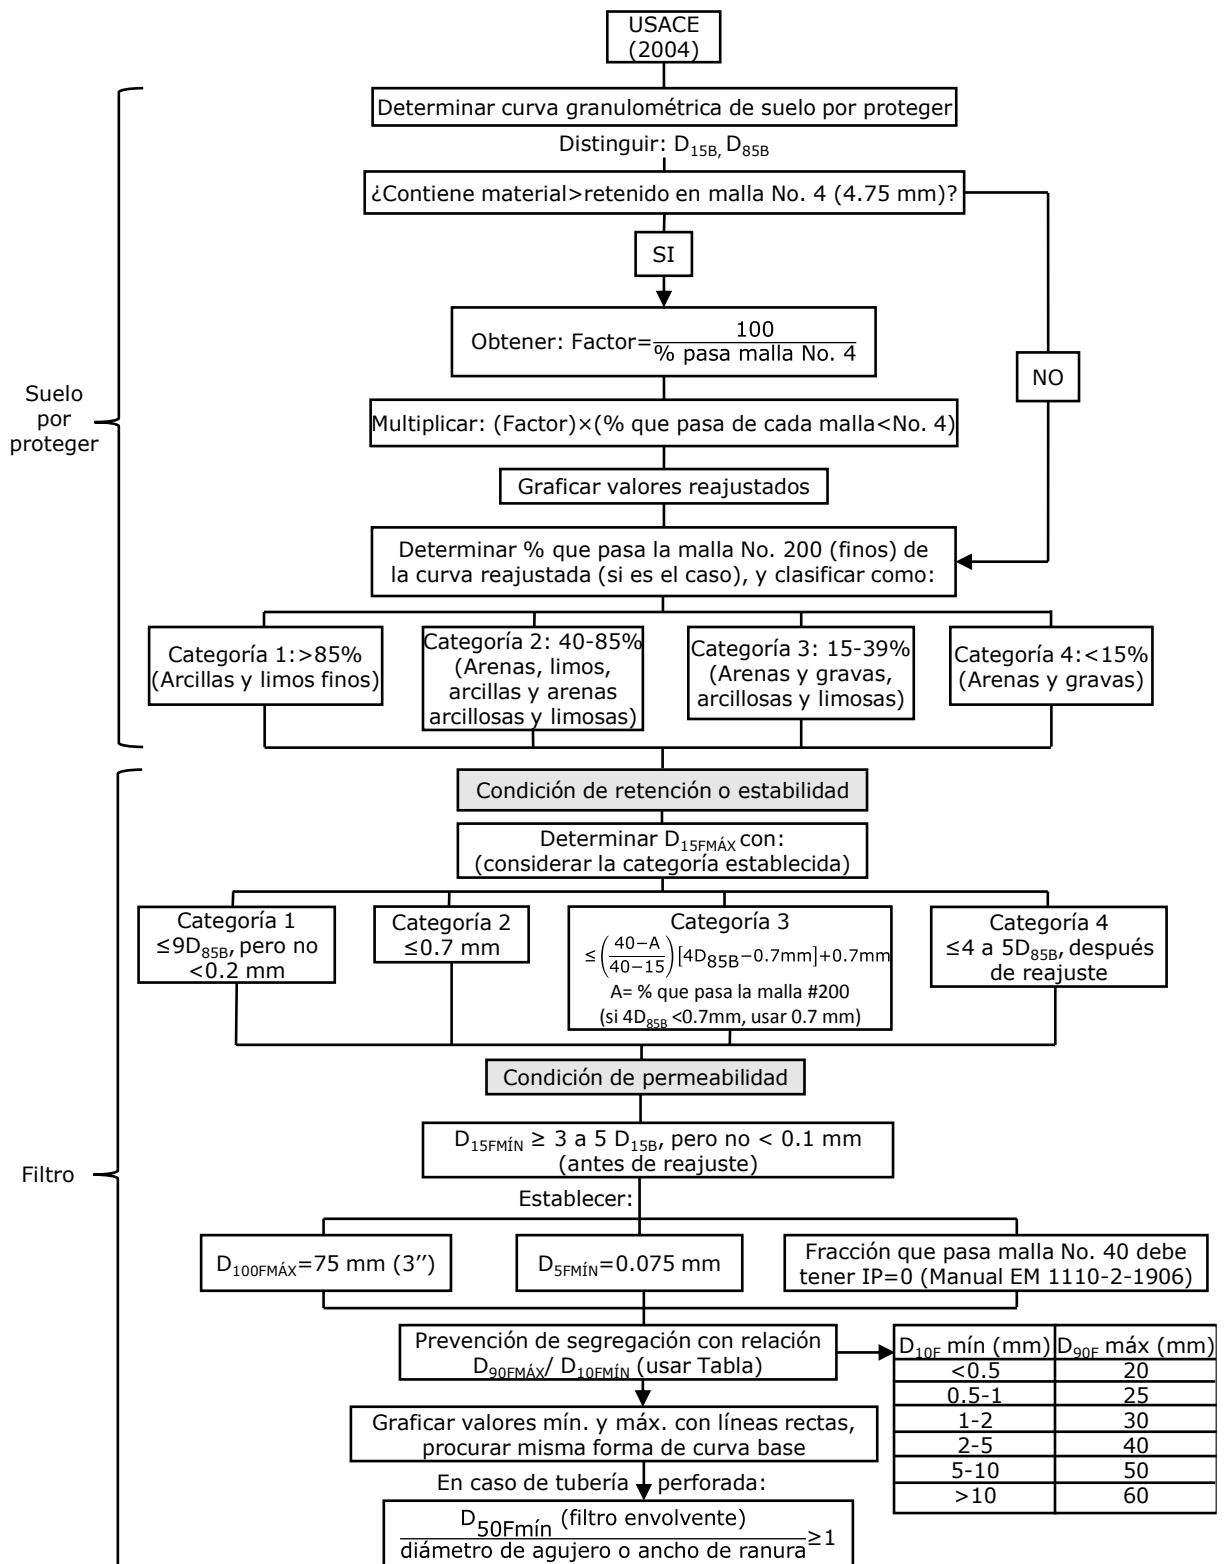 USACE
(2004)
Determinar curva granulométrica de suelo por proteger
Distinguir: D15B, D85B
¿Contiene material>retenido en malla No. 4 (4.75 mm)?
SI
Obtener: Factor=100/% pasa malla No. 4
NO
Suelo
por
proteger
Multiplicar: (Factor)×(% que pasa de cada malla<No. 4)
Graficar valores reajustados
Determinar % que pasa la malla No. 200 (finos) de
la curva reajustada (si es el caso), y clasificar como:
Categoría 1:>85%
(Arcillas y limos finos)
Categoría 2: 40-85%
(Arenas, limos,
arcillas y arenas
arcillosas y limosas)
Categoría 3: 15-39%
(Arenas y gravas,
arcillosas y limosas)
Categoría 4:<15%
(Arenas y gravas)
Condición de retención o estabilidad
Determinar D15FMÁX con:
(considerar la categoría establecida)
Categoría 1
≤9D85B, pero no
<0.2 mm
Categoría 2
≤0.7 mm
Categoría 3
≤(40−A/40−15)[4D85B−0.7mm]+0.7mm
A= % que pasa la malla #200
(si 4D85B <0.7mm, usar 0.7 mm)
Categoría 4
≤4 a 5D85B, después
de reajuste
Condición de permeabilidad
D15FMÍN ≥ 3 a 5 D15B, pero no < 0.1 mm
(antes de reajuste)
Filtro
Establecer:
D100FMÁX=75 mm (3’’)
D5FMÍN=0.075 mm
Fracción que pasa malla No. 40 debe
tener IP=0 (Manual EM 1110-2-1906)
Prevención de segregación con relación
D90FMÁX/ D10FMÍN (usar Tabla)
D10F mín (mm) D90F máx (mm)
<0.5 20
0.5-1 25
1-2 30
2-5 40
5-10 50
>10 60
Graficar valores mín. y máx. con líneas rectas,
procurar misma forma de curva base
En caso de tubería perforada:
D50Fmín (filtro envolvente)
diámetro de agujero o ancho de ranura ≥1